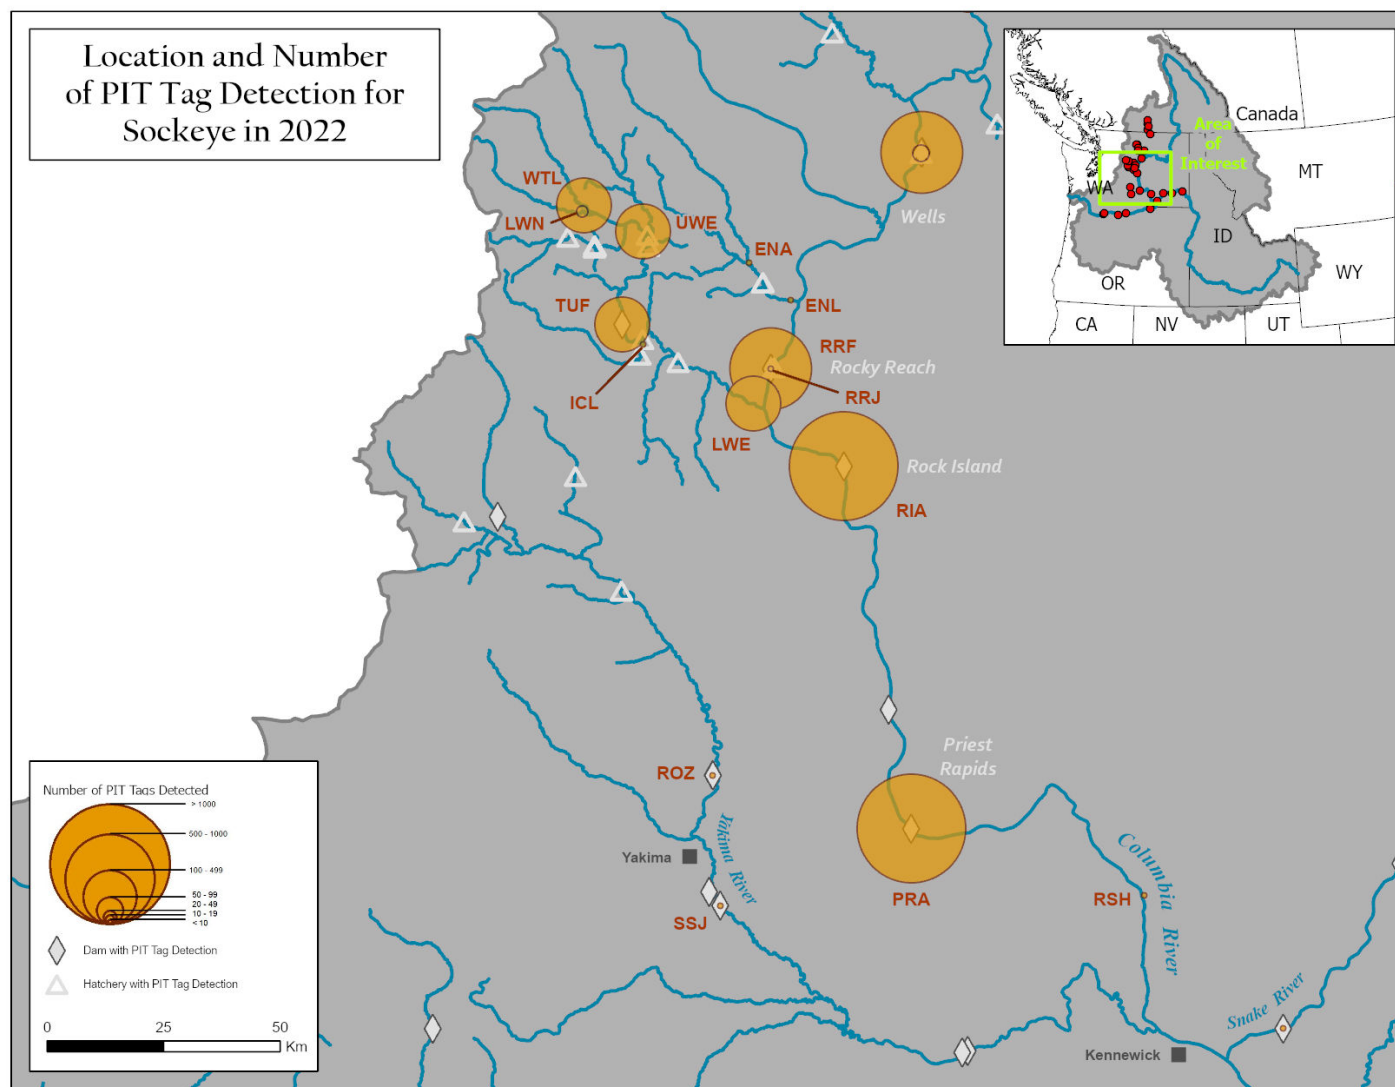 Location and Number
of PIT Tag Detection for
Sockeye in 2022
Canada
Area
of
Interest
MT
WA
ID
WY
OR
CA
NV
UT
WTL
LWN
UWE
Wells
ENA
TUF
ENL
RRF
Rocky Reach
ICL
RRJ
LWE
Rock Island
RIA
Priest
Rapids
ROZ
Yakima
Yakima River
PRA
RSH
Columbia
River
SSJ
Snake River
Kennewick
Number of PIT Tags Detected
> 1000
500 - 1000
100 - 499
50 - 99
20 - 49
10 - 19
< 10
Dam with PIT Tag Detection
Hatchery with PIT Tag Detection
0 25 50
Km